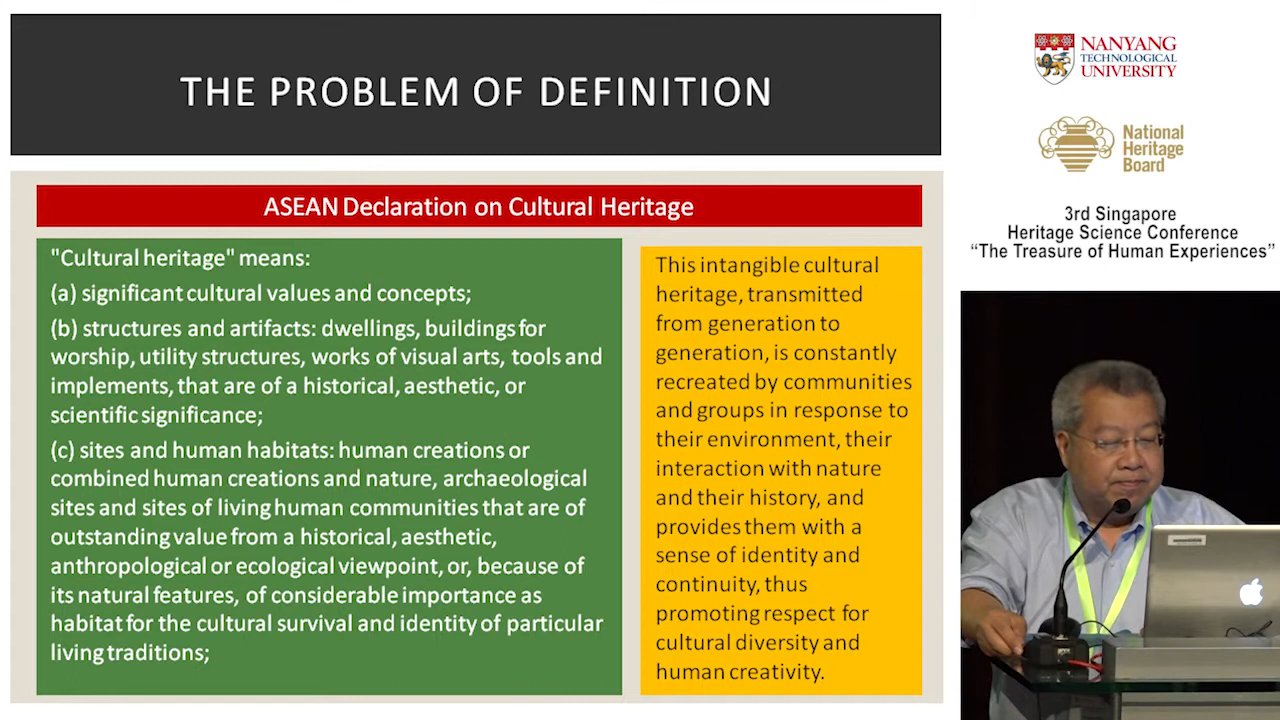 THE PROBLEM OF DEFINITION
ASEAN Declaration on Cultural Heritage
"Cultural heritage" means:
(a) significant cultural values and concepts;
(b) structures and artifacts: dwellings, buildings for
worship, utility structures, works of visual arts, tools and
implements, that are of a historical, aesthetic, or
scientific significance;
(c) sites and human habitats: human creations or
combined human creations and nature, archaeological
sites and sites of living human communities that are of
outstanding value from a historical, aesthetic,
anthropological or ecological viewpoint, or, because of
its natural features, of considerable importance as
habitat for the cultural survival and identity of particular
living traditions;
This intangible cultural
heritage, transmitted
from generation to
generation, is constantly
recreated by communities
and groups in response to
their environment, their
interaction with nature
and their history, and
provides them with a
sense of identity and
continuity, thus
promoting respect for
cultural diversity and
human creativity.
NANYANG
TECHNOLOGICAL
UNIVERSITY
National
Heritage
Board
3rd Singapore
Heritage Science Conference
“The Treasure of Human Experiences”